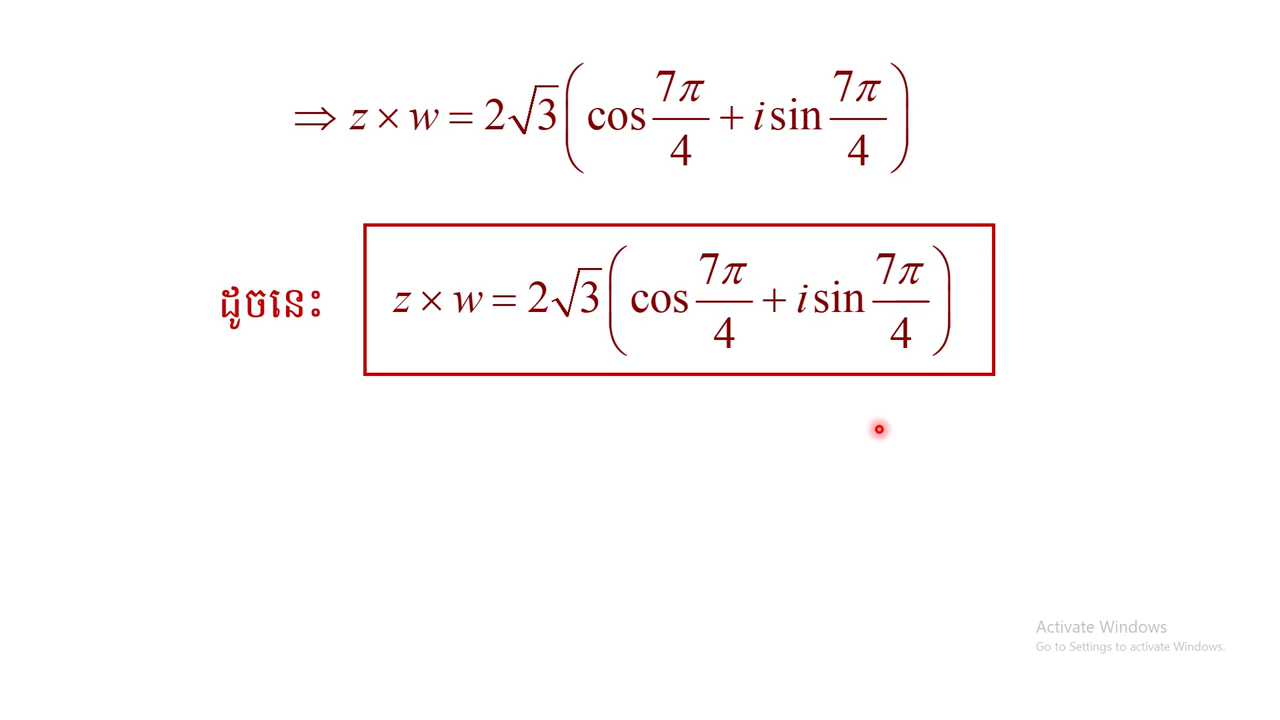 ⇒ z × w = 2√3 (cos 7π/4 + i sin 7π/4)
ដូចនេះ z × w = 2√3 (cos 7π/4 + i sin 7π/4)
Activate Windows
Go to Settings to activate Windows.